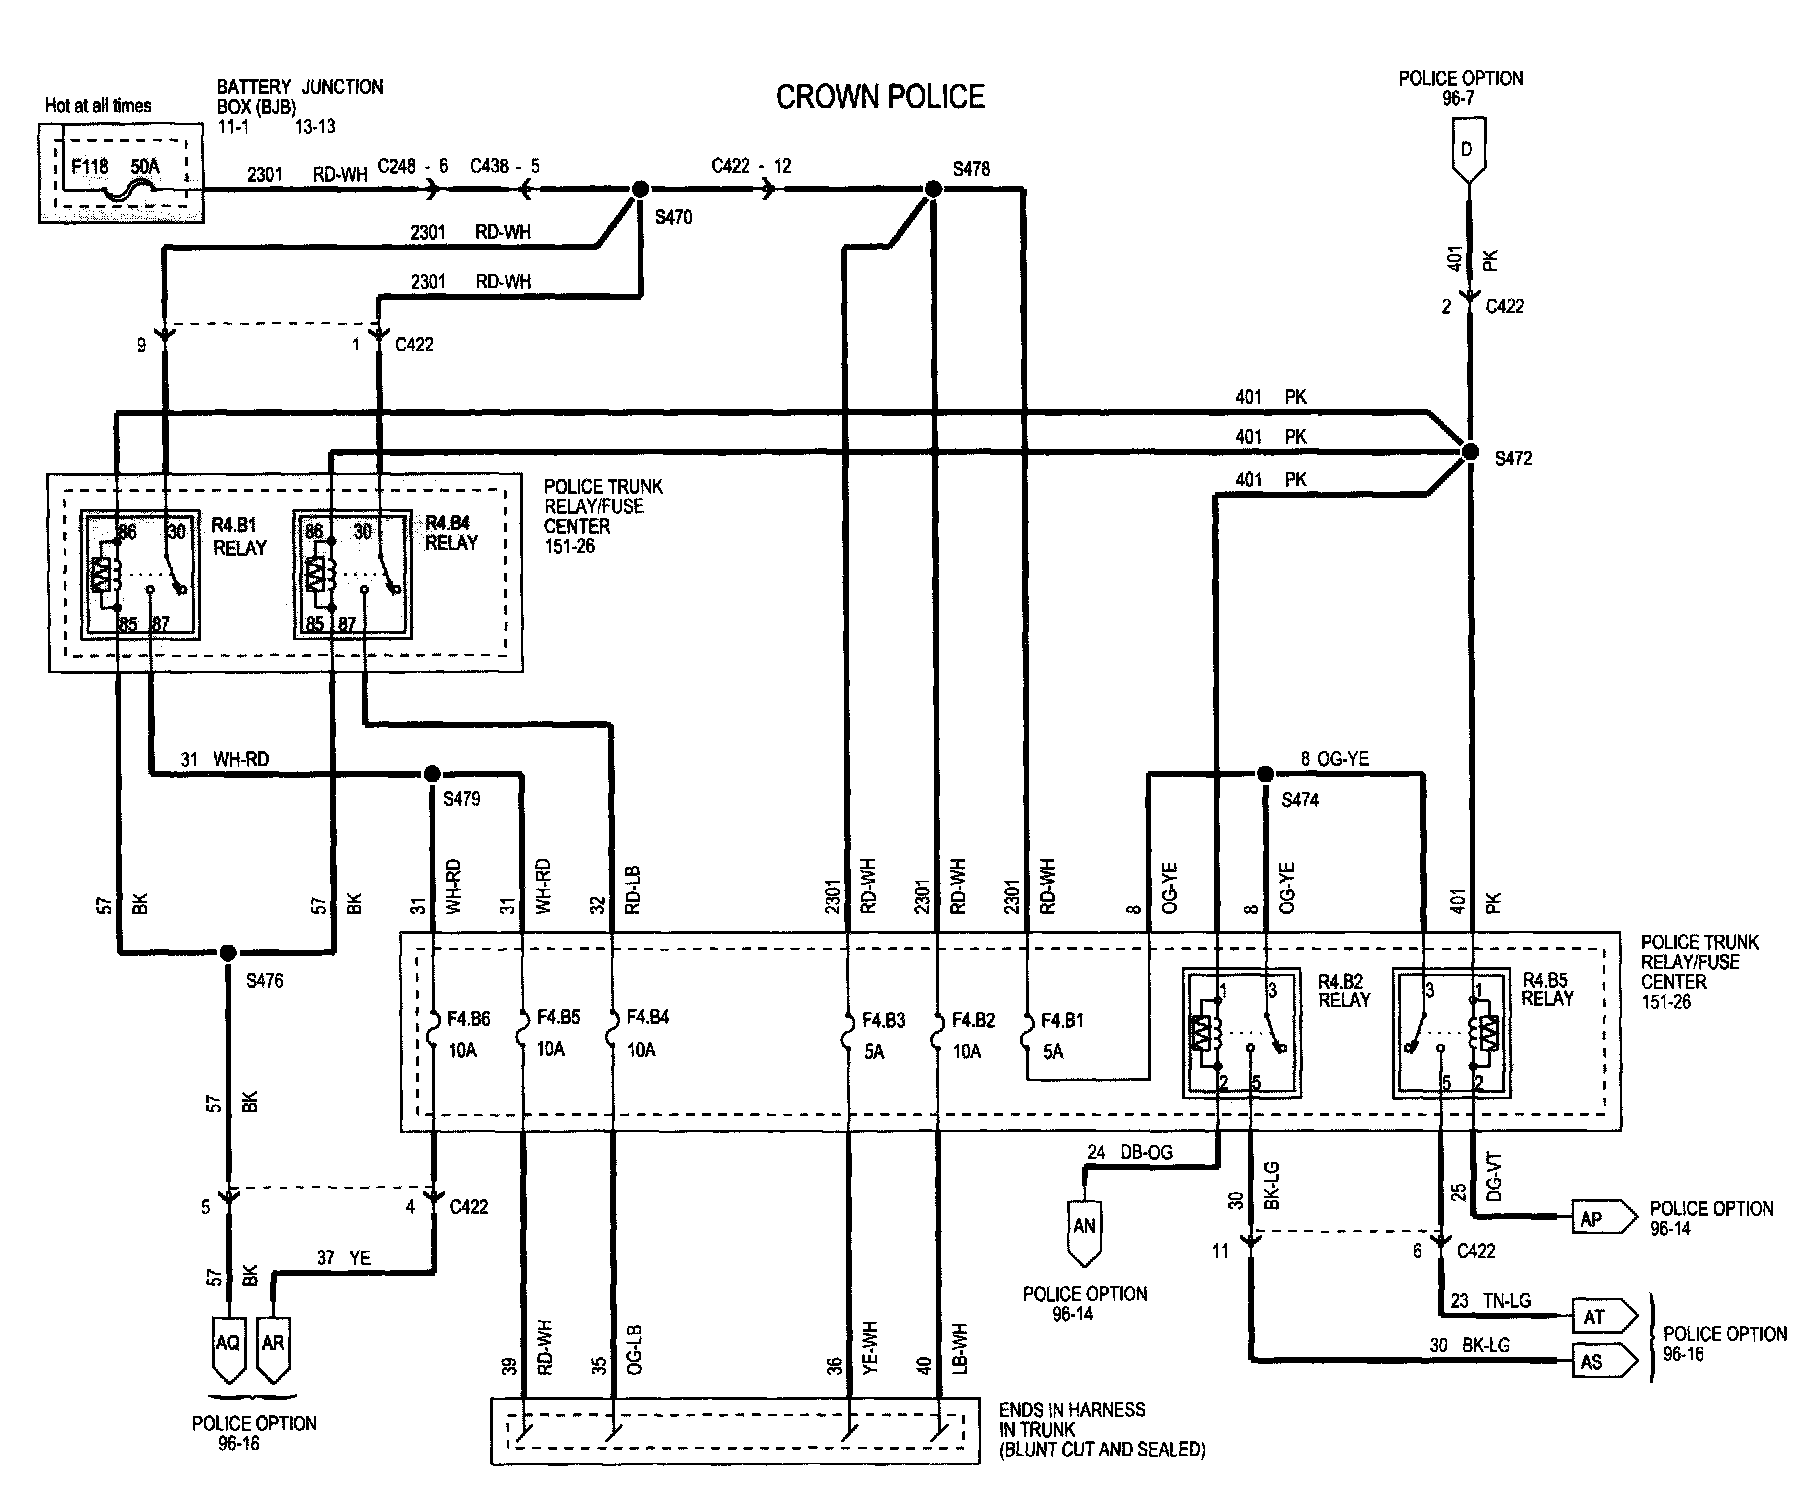 CROWN POLICE
Hot at all times
BATTERY JUNCTION
BOX (BJB)
11-1 13-13
F118 50A
2301 RD-WH
C248 - 6
C438 - 5
S470
C422 - 12
S478
POLICE OPTION
96-7
D
401 PK
2 C422
2301 RD-WH
2301 RD-WH
9
1 C422
401 PK
401 PK
401 PK
S472
POLICE TRUNK
RELAY/FUSE
CENTER
151-26
86 30
85 87
R4.B1
RELAY
86 30
85 87
R4.B4
RELAY
31 WH-RD
S479
8 OG-YE
S474
57 BK
57 BK
31 WH-RD
31 WH-RD
32 RD-LB
2301 RD-WH
2301 RD-WH
2301 RD-WH
8 OG-YE
8 OG-YE
401 PK
S476
POLICE TRUNK
RELAY/FUSE
CENTER
151-26
F4.B6
10A
F4.B5
10A
F4.B4
10A
F4.B3
5A
F4.B2
10A
F4.B1
5A
1 3
2 5
R4.B2
RELAY
3 1
5 2
R4.B5
RELAY
57 BK
24 DB-OG
AN
POLICE OPTION
96-14
30 BK-LG
25 DG-VT
AP
POLICE OPTION
96-14
5
4 C422
11
6 C422
37 YE
57 BK
23 TN-LG
AT
30 BK-LG
AS
POLICE OPTION
96-16
AQ
AR
POLICE OPTION
96-16
39 RD-WH
35 OG-LB
36 YE-WH
40 LB-WH
ENDS IN HARNESS
IN TRUNK
(BLUNT CUT AND SEALED)